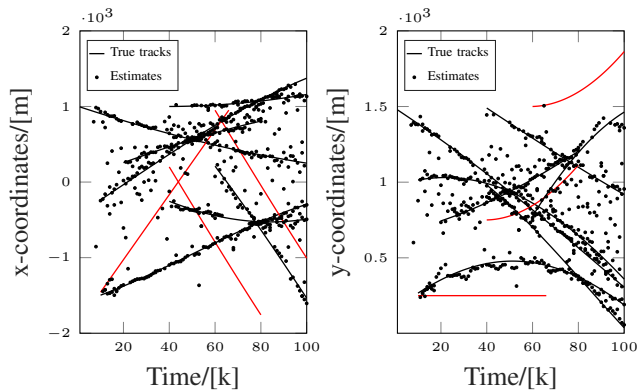 ·10³
True tracks
Estimates
2
1
0
−1
−2
20 40 60 80 100
Time/[k]
x-coordinates/[m]
·10³
True tracks
Estimates
2
1.5
1
0.5
20 40 60 80 100
Time/[k]
y-coordinates/[m]